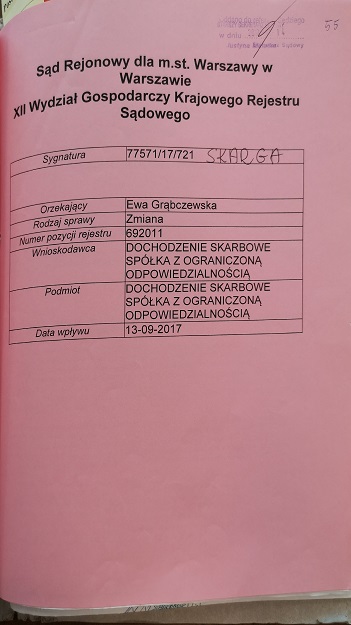 55
w dniu
Sąd Rejonowy dla m.st. Warszawy w
Warszawie
XII Wydział Gospodarczy Krajowego Rejestru
Sądowego
Sygnatura 77571/17/721 SKARGA
Orzekający Ewa Grąbczewska
Rodzaj sprawy Zmiana
Numer pozycji rejestru 692011
Wnioskodawca DOCHODZENIE SKARBOWE
SPÓŁKA Z OGRANICZONĄ
ODPOWIEDZIALNOŚCIĄ
Podmiot DOCHODZENIE SKARBOWE
SPÓŁKA Z OGRANICZONĄ
ODPOWIEDZIALNOŚCIĄ
Data wpływu 13-09-2017